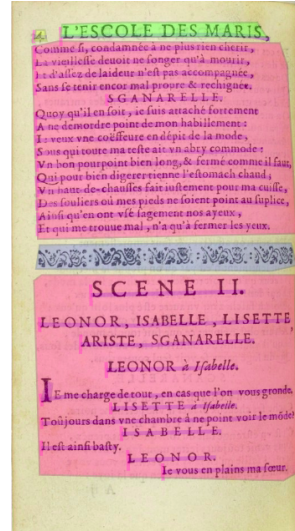 L'ESCOLE DES MARIS,
Comme si, condamnée à ne plus rien cherir,
La vieillesse deuoit ne songer qu'à mourir,
Et d'assez de laideur n'est pas accompagnée,
Sans se tenir encor mal propre & rechignée.
SGANARELLE.
Quoy qu'il en soit, ie suis attaché fortement
A ne demordre point de mon habillement:
I: veux vne coëffeure en dépit de la mode,
Sous qui toute ma teste ait vn abry commode:
Vn bon pourpoint bien long, & fermé comme il faut,
Qui pour bien digerer tienne l'estomach chaud;
Vn haut-de-chausses fait iustement pour ma cuisse,
Des souliers où mes pieds ne soient point au suplice,
Ainsi qu'en ont vsé sagement nos ayeux,
Et qui me trouue mal, n'a qu'à fermer les yeux.
SCENE II.
LEONOR, ISABELLE, LISETTE,
ARISTE, SGANARELLE.
LEONOR à Isabelle.
IE me charge de tout, en cas que l'on vous gronde.
LISETTE à Isabelle.
Toûjours dans vne chambre à ne point voir le môde?
ISABELLE.
Il est ainsi basty.
LEONOR.
Ie vous en plains ma sœur.